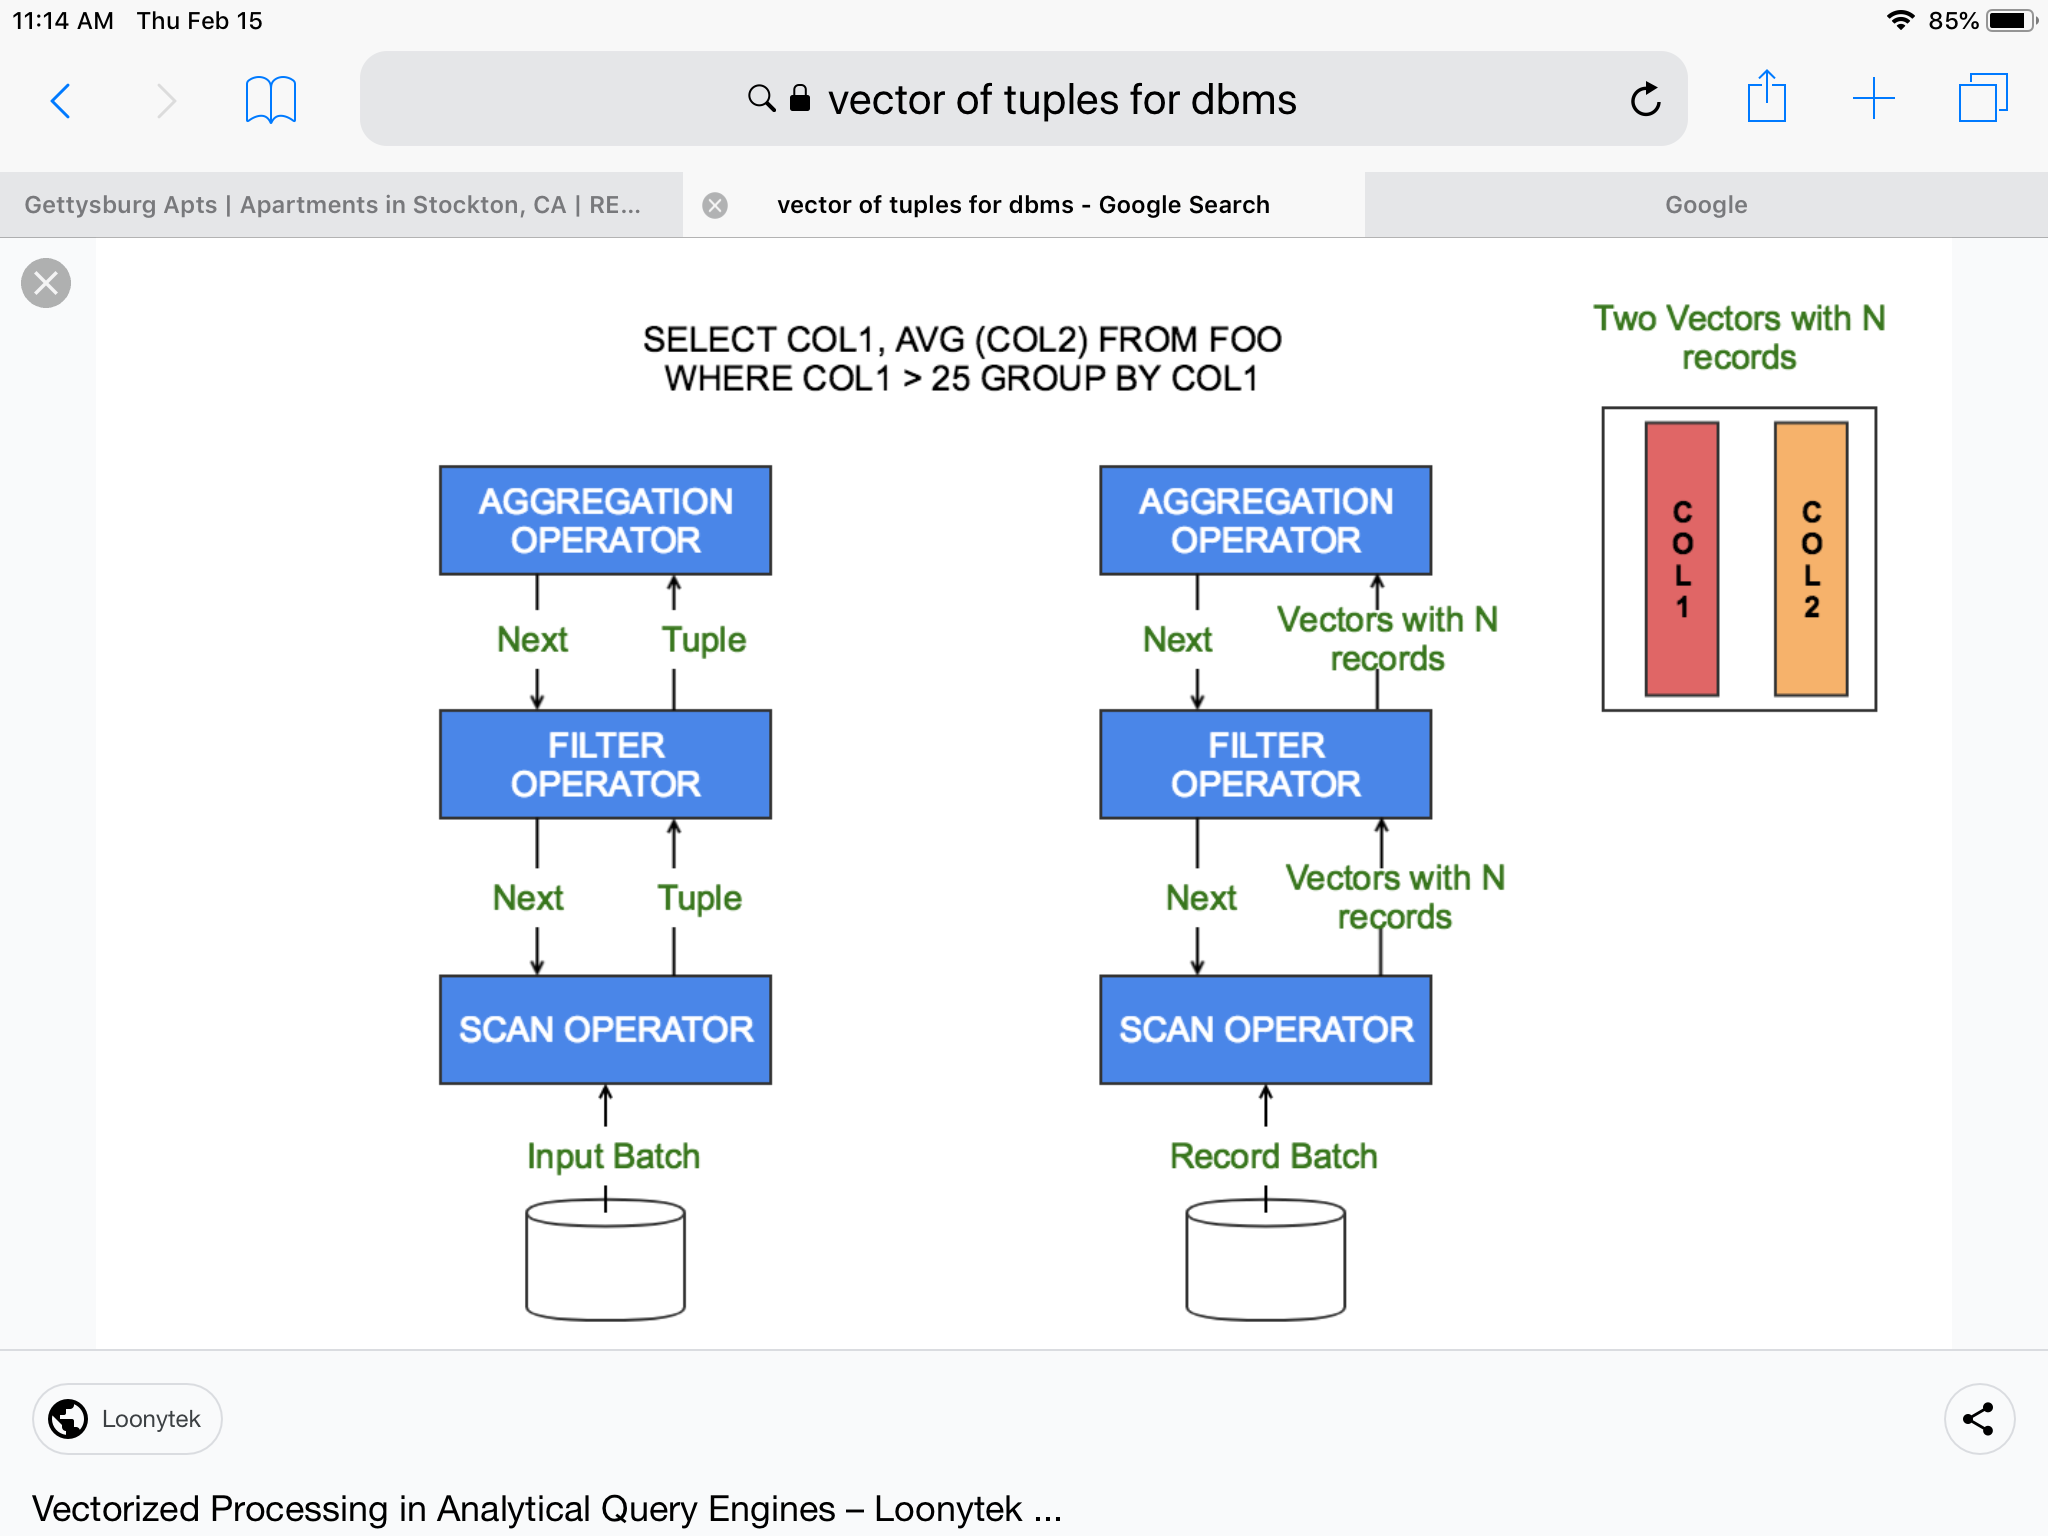 11:14 AM Thu Feb 15
85%
vector of tuples for dbms
Gettysburg Apts | Apartments in Stockton, CA | RE...
vector of tuples for dbms - Google Search
Google
SELECT COL1, AVG (COL2) FROM FOO
WHERE COL1 > 25 GROUP BY COL1
Two Vectors with N
records
COL1
COL2
AGGREGATION
OPERATOR
Next
Tuple
FILTER
OPERATOR
Next
Tuple
SCAN OPERATOR
Input Batch
AGGREGATION
OPERATOR
Next
Vectors with N
records
FILTER
OPERATOR
Next
Vectors with N
records
SCAN OPERATOR
Record Batch
Loonytek
Vectorized Processing in Analytical Query Engines – Loonytek ...